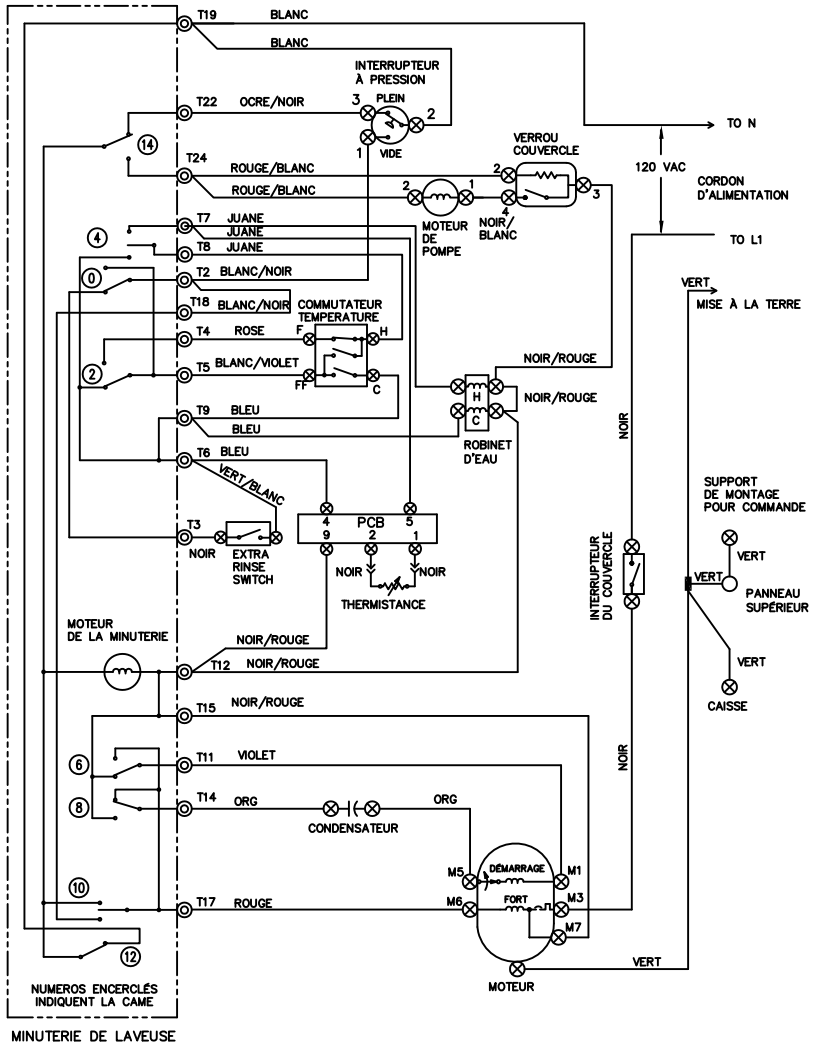 T19
BLANC
BLANC
INTERRUPTEUR
À PRESSION
3
PLEIN
2
T22
OCRE/NOIR
TO N
14
1
VIDE
VERROU
COUVERCLE
120 VAC
T24
ROUGE/BLANC
2
CORDON
D'ALIMENTATION
ROUGE/BLANC
2
1
4
3
T7
JUANE
JUANE
MOTEUR
DE
POMPE
NOIR/
BLANC
4
T8
JUANE
TO L1
0
T2
BLANC/NOIR
VERT
MISE À LA TERRE
T18
BLANC/NOIR
COMMUTATEUR
TEMPERATURE
T4
ROSE
F
H
2
T5
BLANC/VIOLET
FF
C
NOIR/ROUGE
H
NOIR/ROUGE
C
T9
BLEU
BLEU
NOIR
ROBINET
D'EAU
T6
BLEU
VERT/BLANC
SUPPORT
DE MONTAGE
POUR COMMANDE
4
PCB
5
9
2
1
T3
NOIR
EXTRA
RINSE
SWITCH
NOIR
NOIR
THERMISTANCE
INTERRUPTEUR
DU COUVERCLE
VERT
VERT
PANNEAU
SUPÉRIEUR
MOTEUR
DE LA MINUTERIE
NOIR/ROUGE
T12
NOIR/ROUGE
VERT
CAISSE
T15
NOIR/ROUGE
6
T11
VIOLET
NOIR
8
T14
ORG
ORG
CONDENSATEUR
10
M5
DÉMARRAGE
M1
T17
ROUGE
M6
FORT
M3
M7
12
VERT
MOTEUR
NUMEROS ENCERCLÉS
INDIQUENT LA CAME
MINUTERIE DE LAVEUSE